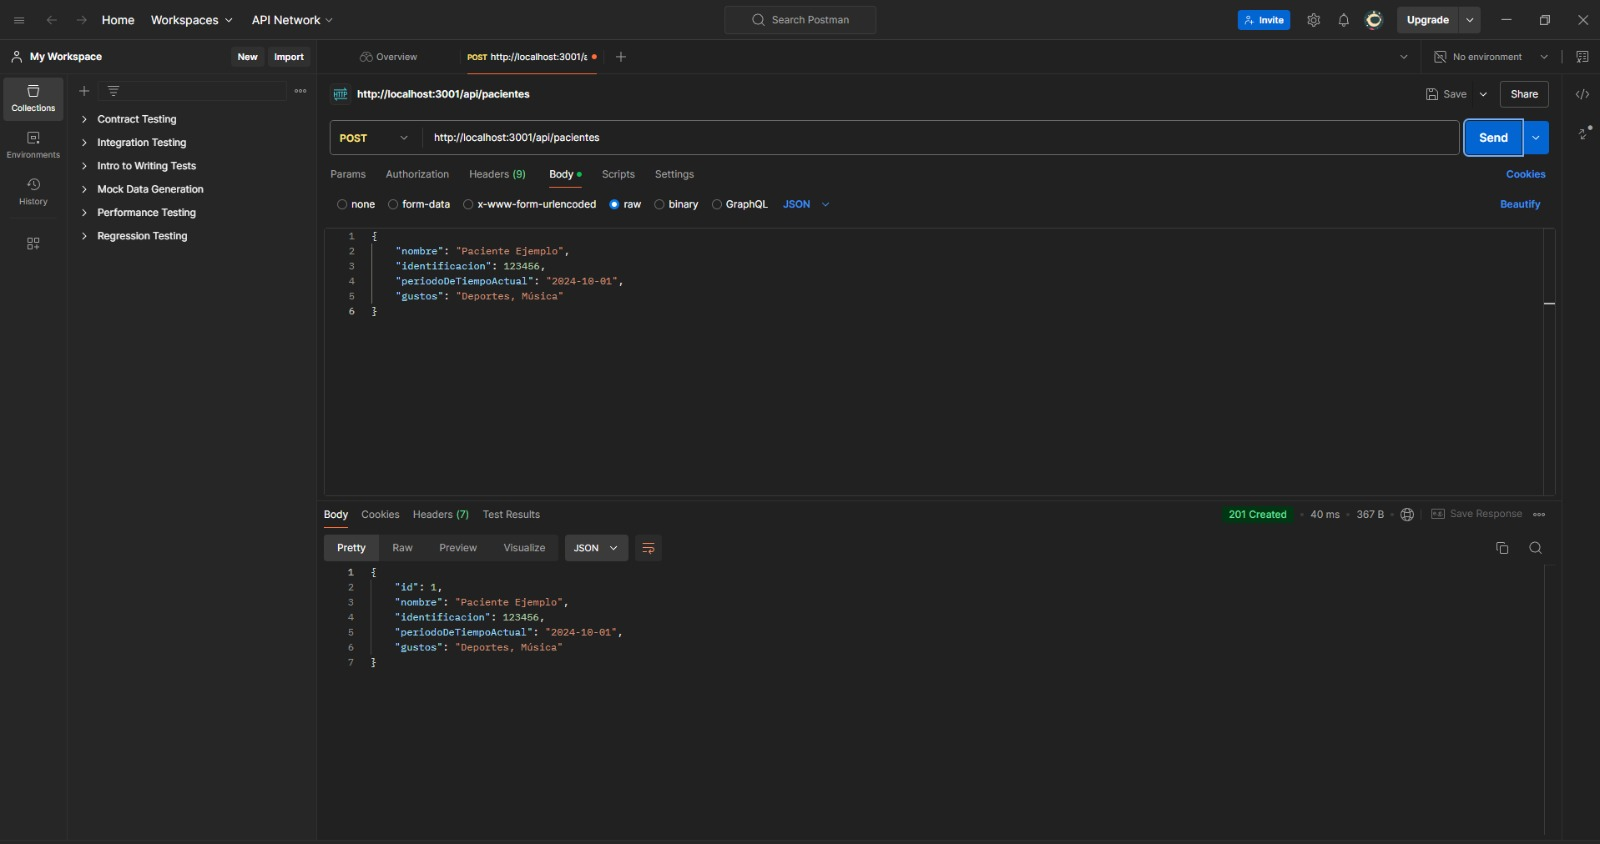 Home Workspaces API Network Search Postman Invite Upgrade
My Workspace New Import Overview POST http://localhost:3001/a No environment
http://localhost:3001/api/pacientes Save Share
Collections
Environments
History
Contract Testing
Integration Testing
Intro to Writing Tests
Mock Data Generation
Performance Testing
Regression Testing
POST http://localhost:3001/api/pacientes Send
Params Authorization Headers (9) Body Scripts Settings Cookies
none form-data x-www-form-urlencoded raw binary GraphQL JSON Beautify
1 {
2 "nombre": "Paciente Ejemplo",
3 "identificacion": 123456,
4 "periodoDeTiempoActual": "2024-10-01",
5 "gustos": "Deportes, Música"
6 }
Body Cookies Headers (7) Test Results 201 Created 40 ms 367 B Save Response
Pretty Raw Preview Visualize JSON
1 {
2 "id": 1,
3 "nombre": "Paciente Ejemplo",
4 "identificacion": 123456,
5 "periodoDeTiempoActual": "2024-10-01",
6 "gustos": "Deportes, Música"
7 }